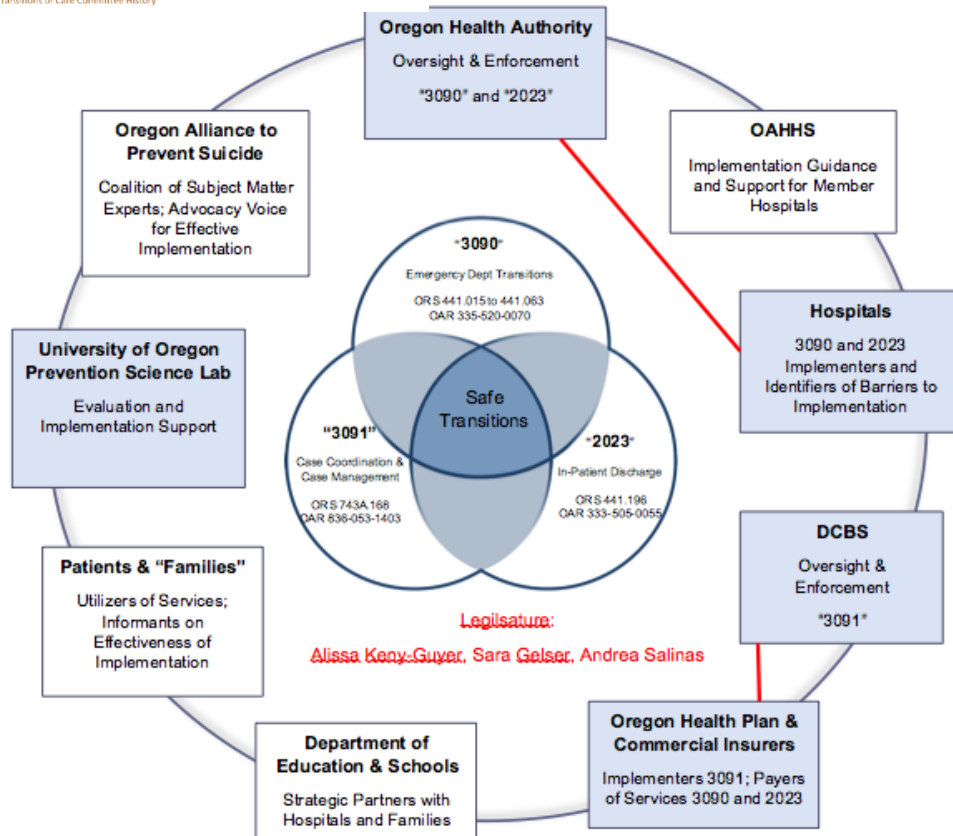 Transitions of Care Committee History
Oregon Health Authority
Oversight & Enforcement
"3090" and "2023"
OAHHS
Implementation Guidance
and Support for Member
Hospitals
Hospitals
3090 and 2023
Implementers and
Identifiers of Barriers to
Implementation
DCBS
Oversight &
Enforcement
"3091"
Oregon Health Plan &
Commercial Insurers
Implementers 3091; Payers
of Services 3090 and 2023
Department of
Education & Schools
Strategic Partners with
Hospitals and Families
Patients & “Families”
Utilizers of Services;
Informants on
Effectiveness of
Implementation
University of Oregon
Prevention Science Lab
Evaluation and
Implementation Support
Oregon Alliance to
Prevent Suicide
Coalition of Subject Matter
Experts; Advocacy Voice
for Effective
Implementation
"3090"
Emergency Dept Transitions
ORS 441.015 to 441.063
OAR 335-520-0070
Safe
Transitions
“3091”
Case Coordination &
Case Management
ORS 743A.168
OAR 836-053-1403
"2023"
In-Patient Discharge
ORS 441.196
OAR 333-505-0055
Legilsature:
Alissa Keny-Guyer, Sara Gelser, Andrea Salinas